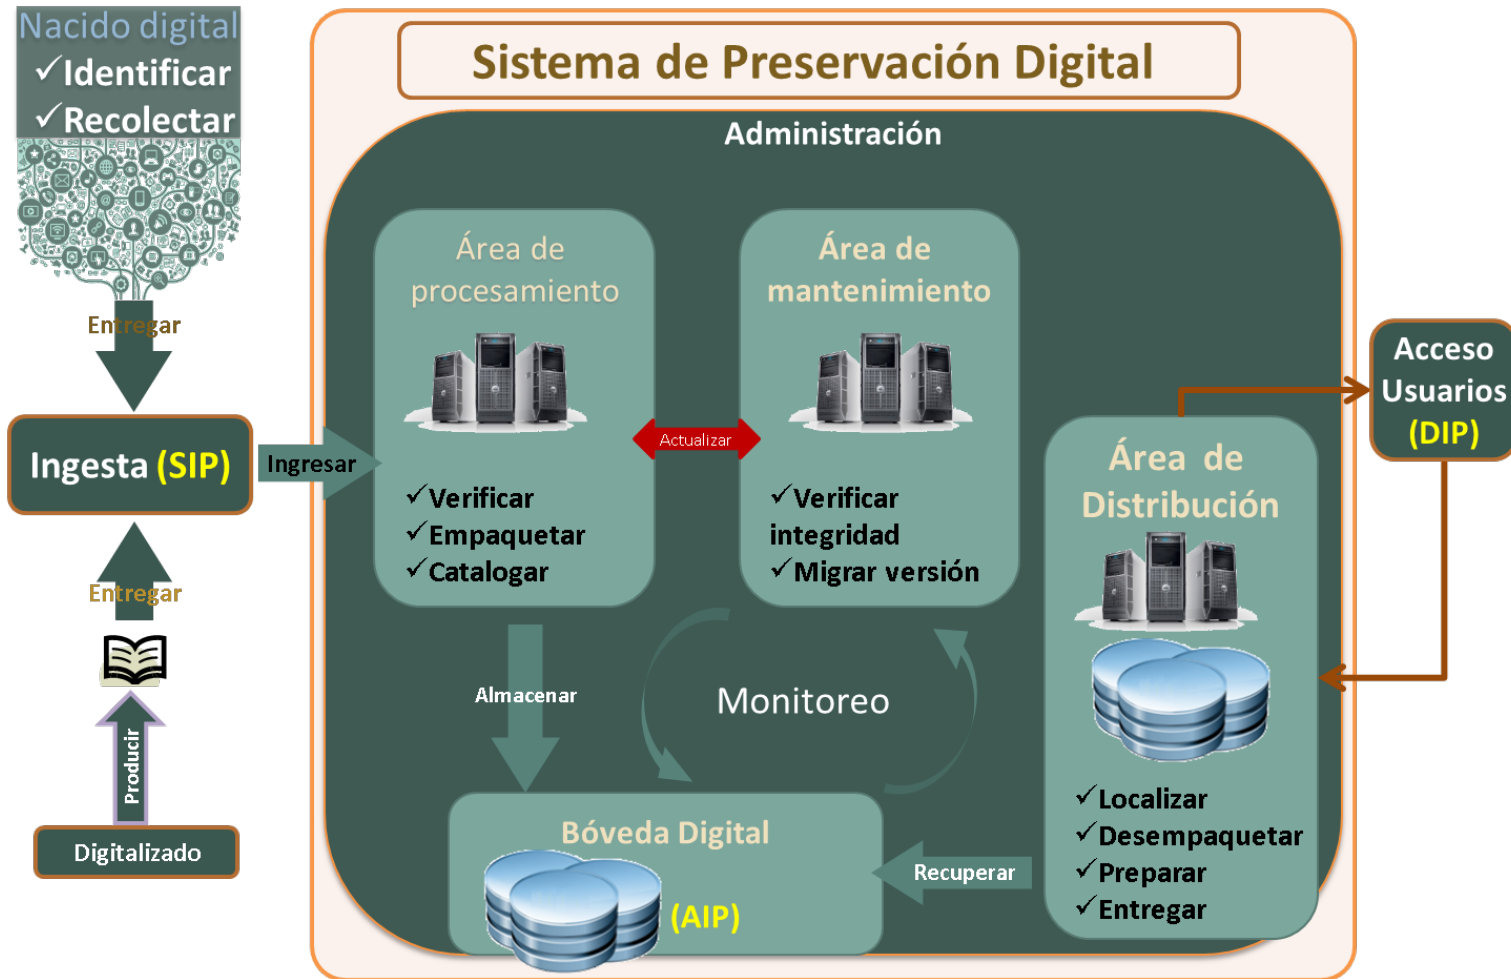 Nacido digital
✓Identificar
✓Recolectar
Entregar
Ingesta (SIP)
Entregar
Producir
Digitalizado
Ingresar
Sistema de Preservación Digital
Administración
Área de
procesamiento
✓Verificar
✓Empaquetar
✓Catalogar
Actualizar
Área de
mantenimiento
✓Verificar
integridad
✓Migrar versión
Almacenar
Monitoreo
Bóveda Digital
(AIP)
Recuperar
Área de
Distribución
✓Localizar
✓Desempaquetar
✓Preparar
✓Entregar
Acceso
Usuarios
(DIP)